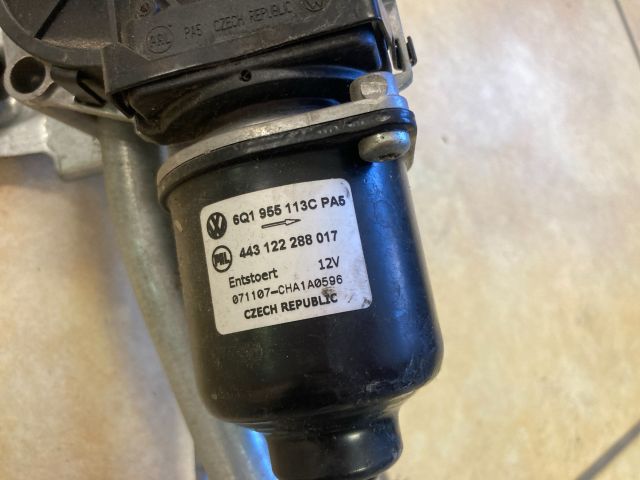 PA5 CZECH REPUBLIC
6Q1 955 113C PA5
443 122 288 017
Entstoert 12V
071107-CHA1A0596
CZECH REPUBLIC